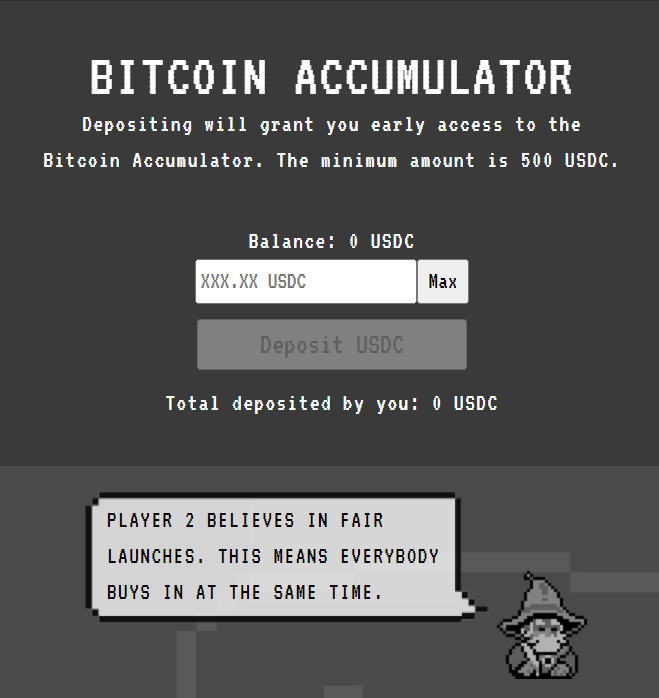 BITCOIN ACCUMULATOR
Depositing will grant you early access to the
Bitcoin Accumulator. The minimum amount is 500 USDC.
Balance: 0 USDC
XXX.XX USDC Max
Deposit USDC
Total deposited by you: 0 USDC
PLAYER 2 BELIEVES IN FAIR
LAUNCHES. THIS MEANS EVERYBODY
BUYS IN AT THE SAME TIME.